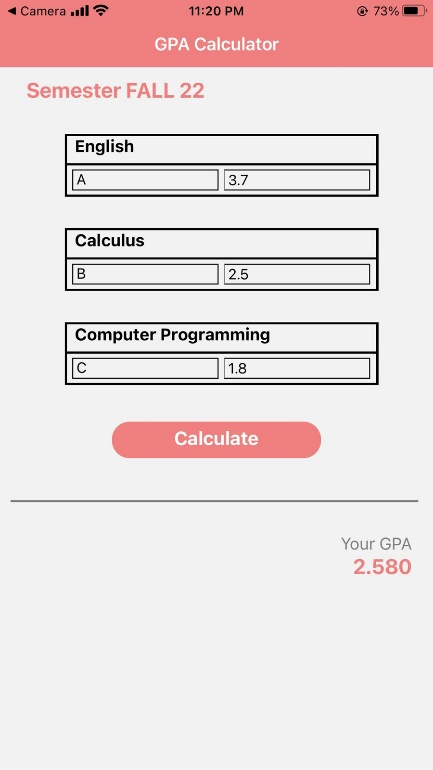 Camera 11:20 PM 73%
GPA Calculator
Semester FALL 22
English
A 3.7
Calculus
B 2.5
Computer Programming
C 1.8
Calculate
Your GPA
2.580